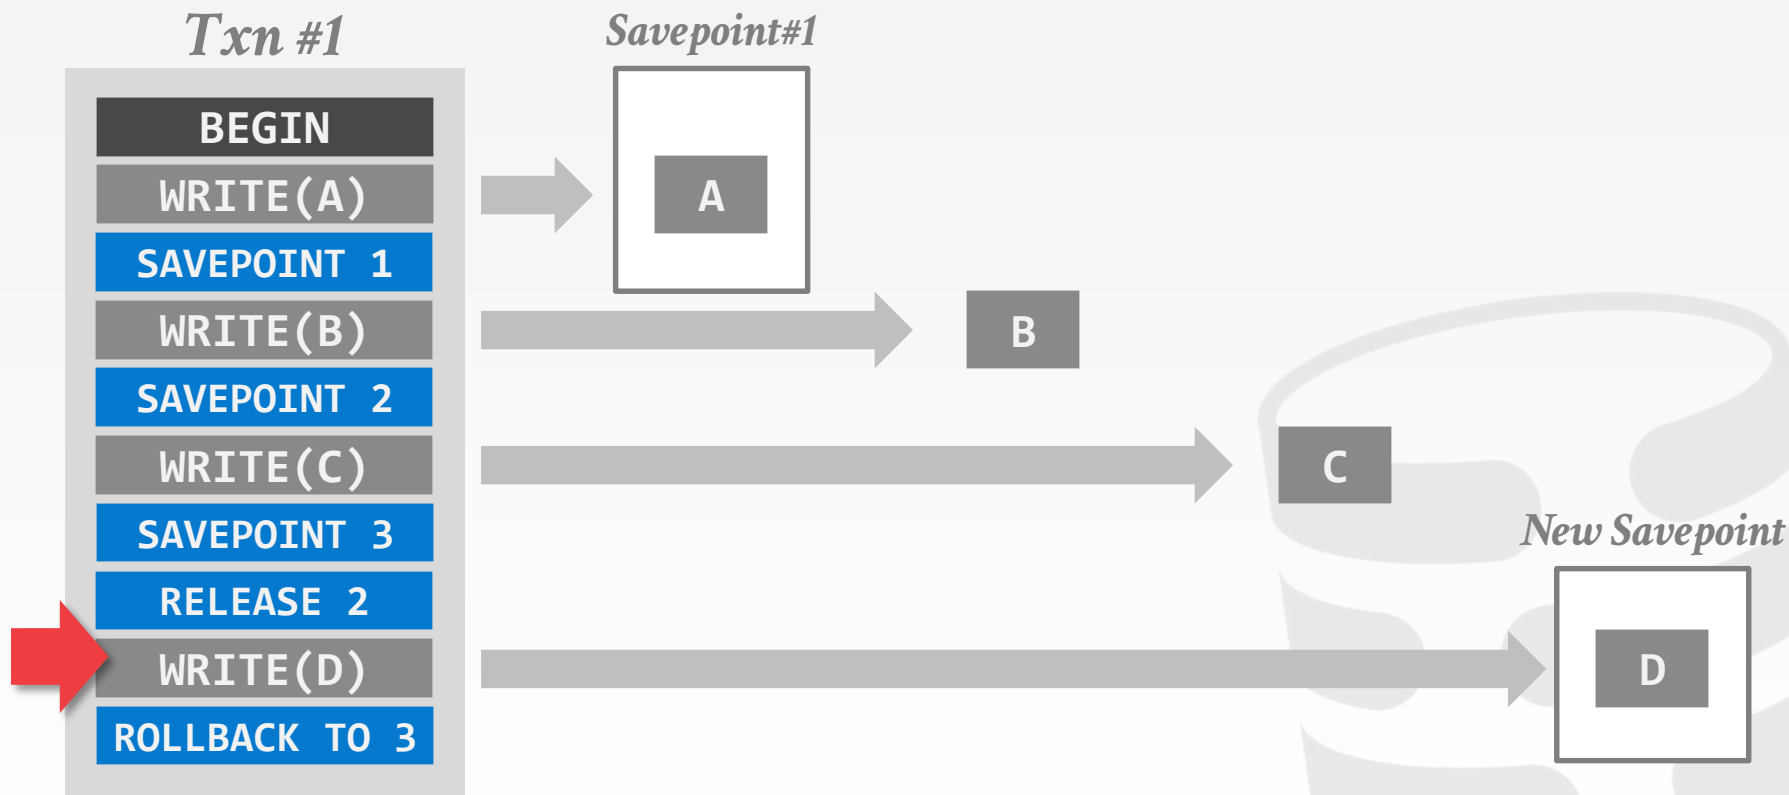 Txn #1
Savepoint#1
BEGIN
WRITE(A)
A
SAVEPOINT 1
WRITE(B)
B
SAVEPOINT 2
WRITE(C)
C
SAVEPOINT 3
New Savepoint
RELEASE 2
WRITE(D)
D
ROLLBACK TO 3